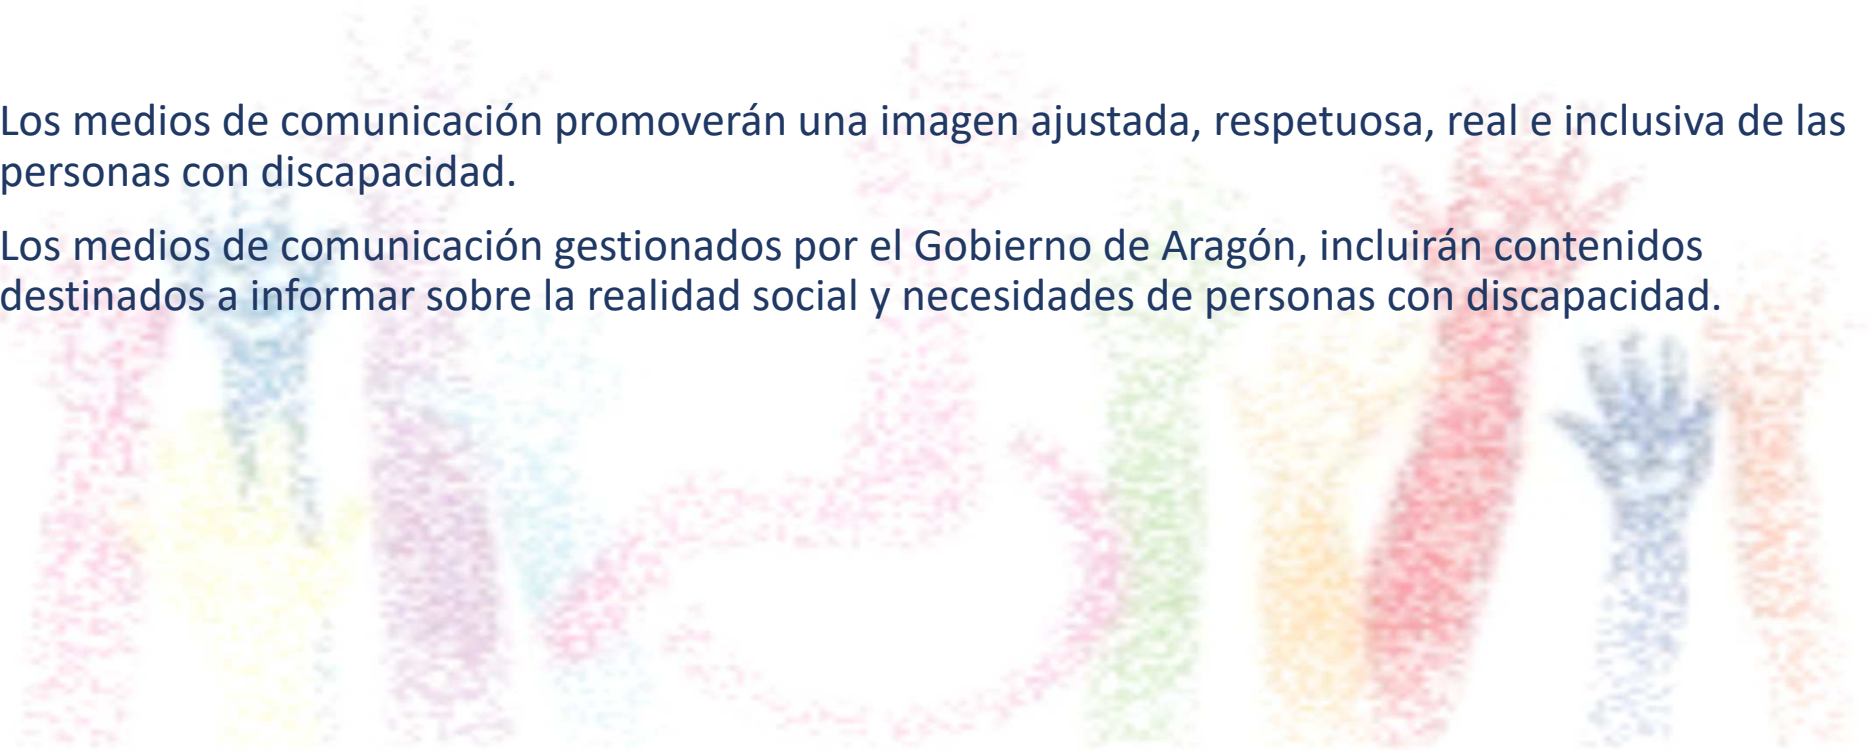 Los medios de comunicación promoverán una imagen ajustada, respetuosa, real e inclusiva de las
personas con discapacidad.
Los medios de comunicación gestionados por el Gobierno de Aragón, incluirán contenidos
destinados a informar sobre la realidad social y necesidades de personas con discapacidad.